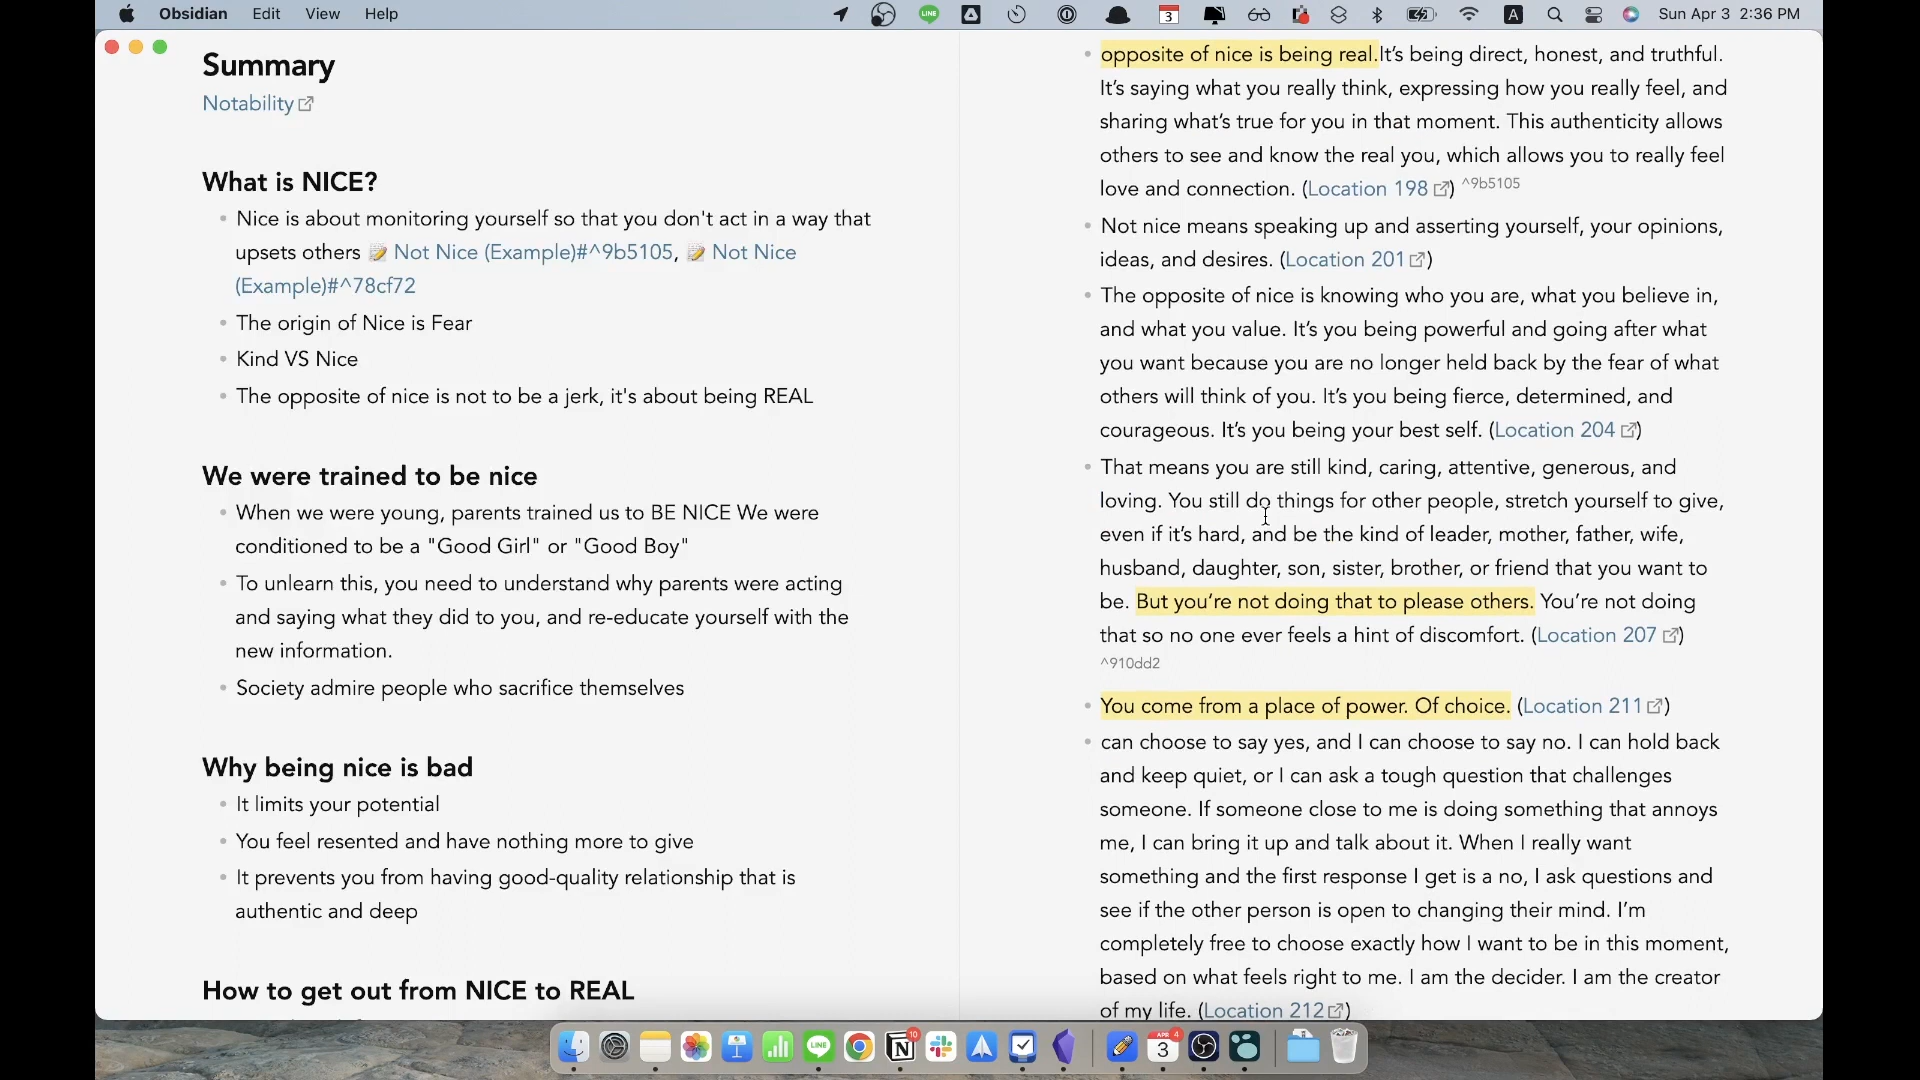 Obsidian Edit View Help
LINE
3
A
Sun Apr 3 2:36 PM
Summary
Notability
What is NICE?
Nice is about monitoring yourself so that you don't act in a way that
upsets others 📝 Not Nice (Example)#^9b5105, 📝 Not Nice
(Example)#^78cf72
The origin of Nice is Fear
Kind VS Nice
The opposite of nice is not to be a jerk, it's about being REAL
We were trained to be nice
When we were young, parents trained us to BE NICE We were
conditioned to be a "Good Girl" or "Good Boy"
To unlearn this, you need to understand why parents were acting
and saying what they did to you, and re-educate yourself with the
new information.
Society admire people who sacrifice themselves
Why being nice is bad
It limits your potential
You feel resented and have nothing more to give
It prevents you from having good-quality relationship that is
authentic and deep
How to get out from NICE to REAL
opposite of nice is being real.It's being direct, honest, and truthful.
It's saying what you really think, expressing how you really feel, and
sharing what's true for you in that moment. This authenticity allows
others to see and know the real you, which allows you to really feel
love and connection. (Location 198) ^9b5105
Not nice means speaking up and asserting yourself, your opinions,
ideas, and desires. (Location 201)
The opposite of nice is knowing who you are, what you believe in,
and what you value. It's you being powerful and going after what
you want because you are no longer held back by the fear of what
others will think of you. It's you being fierce, determined, and
courageous. It's you being your best self. (Location 204)
That means you are still kind, caring, attentive, generous, and
loving. You still do things for other people, stretch yourself to give,
even if it's hard, and be the kind of leader, mother, father, wife,
husband, daughter, son, sister, brother, or friend that you want to
be. But you're not doing that to please others. You're not doing
that so no one ever feels a hint of discomfort. (Location 207)
^910dd2
You come from a place of power. Of choice. (Location 211)
can choose to say yes, and I can choose to say no. I can hold back
and keep quiet, or I can ask a tough question that challenges
someone. If someone close to me is doing something that annoys
me, I can bring it up and talk about it. When I really want
something and the first response I get is a no, I ask questions and
see if the other person is open to changing their mind. I'm
completely free to choose exactly how I want to be in this moment,
based on what feels right to me. I am the decider. I am the creator
of my life. (Location 212)
LINE
10
APR 4
3